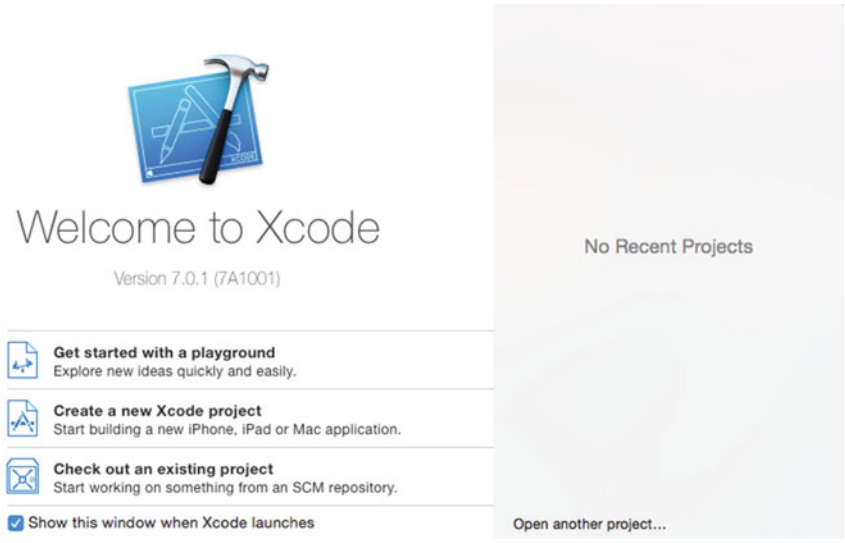 XCODE
Welcome to Xcode
Version 7.0.1 (7A1001)
Get started with a playground
Explore new ideas quickly and easily.
Create a new Xcode project
Start building a new iPhone, iPad or Mac application.
Check out an existing project
Start working on something from an SCM repository.
Show this window when Xcode launches
No Recent Projects
Open another project...